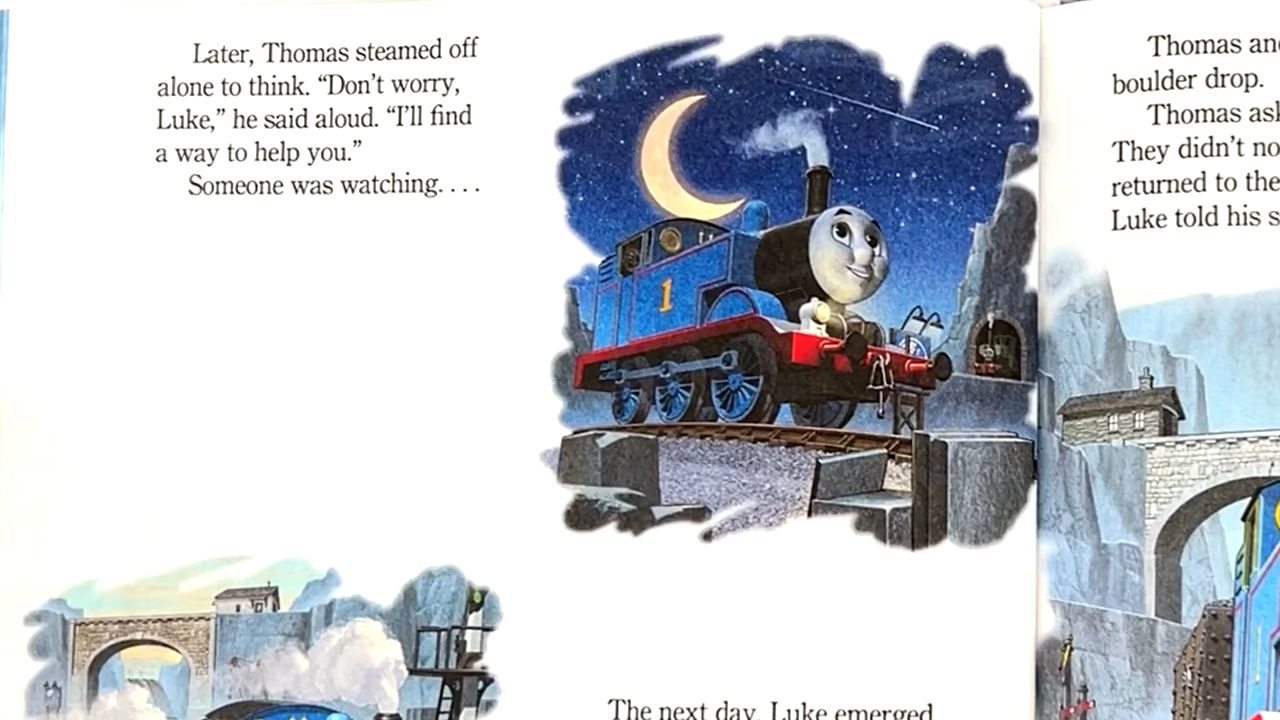 Later, Thomas steamed off
alone to think. “Don’t worry,
Luke,” he said aloud. “I’ll find
a way to help you.”
Someone was watching. . . .
1
The next day, Luke emerged
Thomas and
boulder drop.
Thomas
They didn’t
returned to the
Luke told his